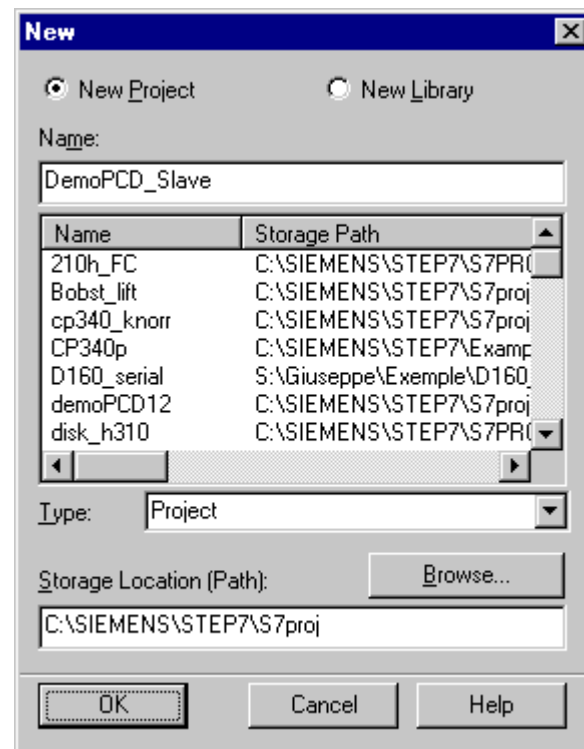 New
New Project New Library
Name:
DemoPCD_Slave
Name Storage Path
210h_FC C:\SIEMENS\STEP7\S7PR(
Bobst_lift C:\SIEMENS\STEP7\S7proj
cp340_knorr C:\SIEMENS\STEP7\S7proj
CP340p C:\SIEMENS\STEP7\Examp
D160_serial S:\Giuseppe\Exemple\D160_
demoPCD12 C:\SIEMENS\STEP7\S7proj
disk_h310 C:\SIEMENS\STEP7\S7PR(
Type: Project
Storage Location (Path): Browse...
C:\SIEMENS\STEP7\S7proj
OK Cancel Help